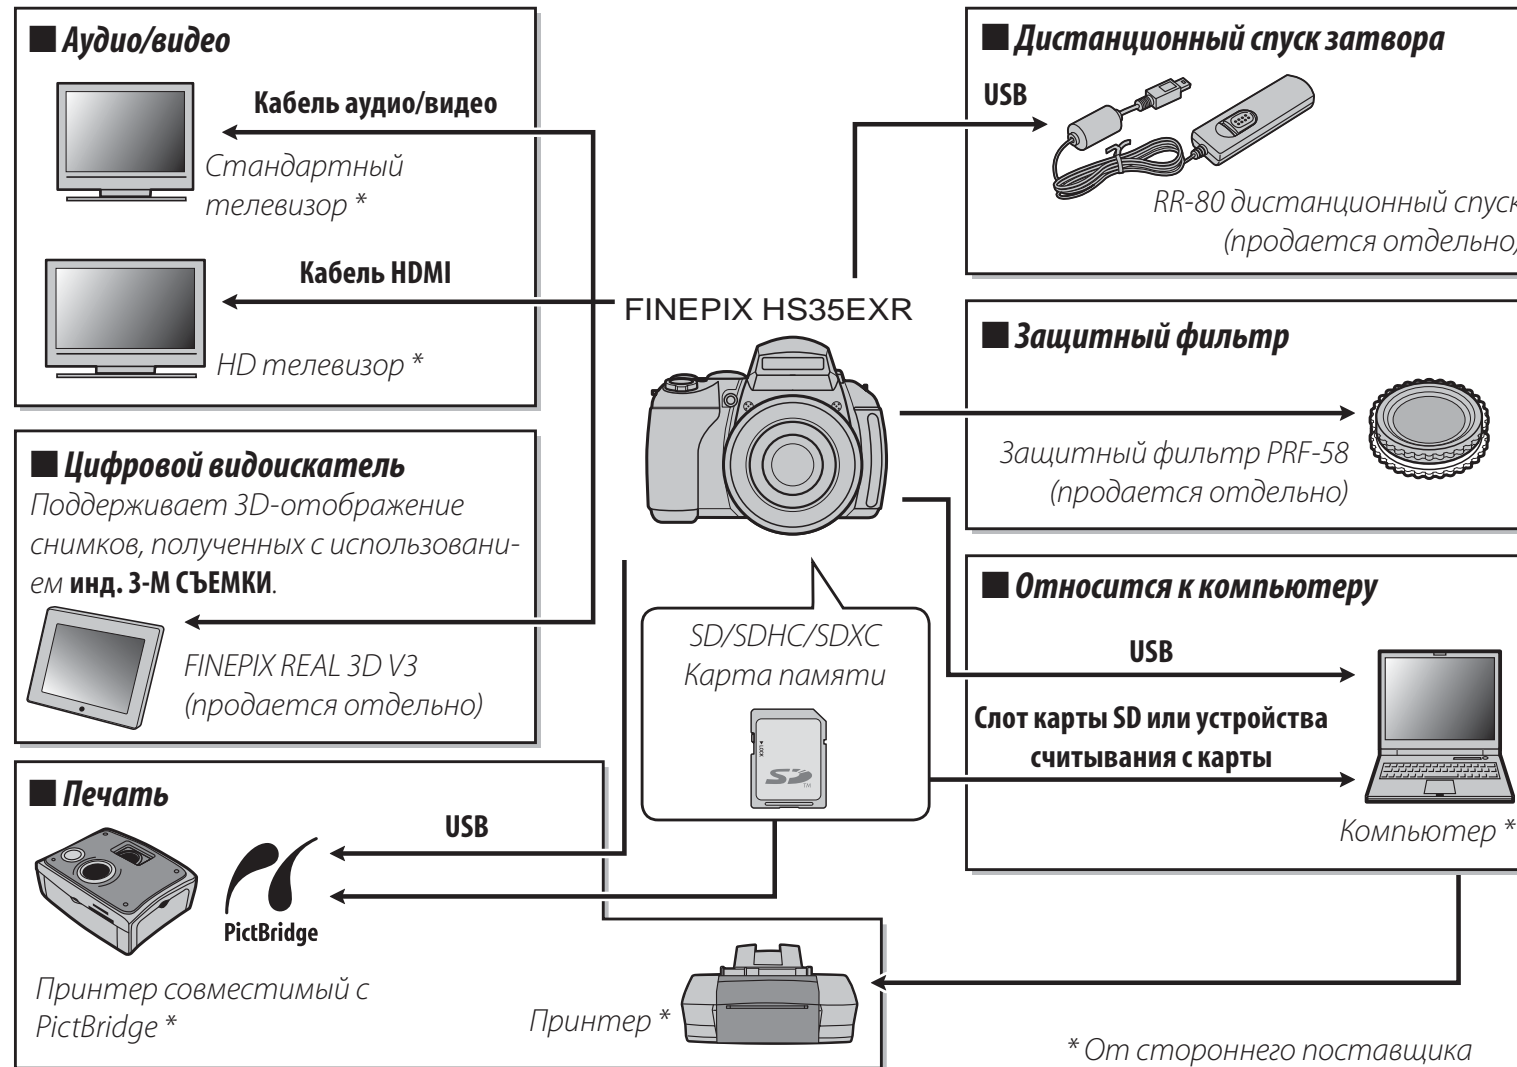 ■ Аудио/видео
Кабель аудио/видео
Стандартный
телевизор *
Кабель HDMI
HD телевизор *
■ Цифровой видоискатель
Поддерживает 3D-отображение
снимков, полученных с использовани-
ем инд. 3-М СЪЕМКИ.
FINEPIX REAL 3D V3
(продается отдельно)
■ Печать
USB
PictBridge
Принтер совместимый с
PictBridge *
Принтер *
FINEPIX HS35EXR
SD/SDHC/SDXC
Карта памяти
LOCK
SD
TM
■ Дистанционный спуск затвора
USB
RR-80 дистанционный спуск
(продается отдельно)
■ Защитный фильтр
Защитный фильтр PRF-58
(продается отдельно)
■ Относится к компьютеру
USB
Слот карты SD или устройства
считывания с карты
Компьютер *
* От стороннего поставщика